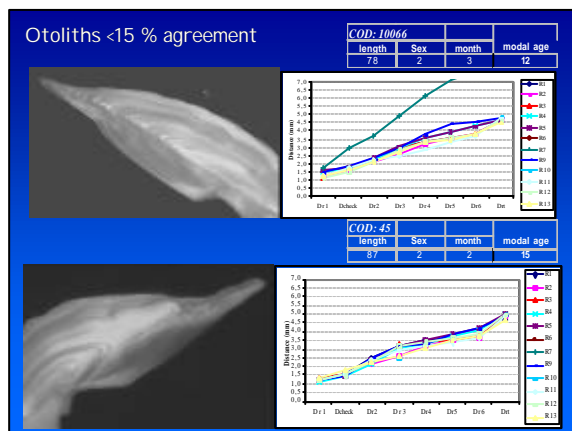 Otoliths <15 % agreement
COD: 10066
length Sex month modal age
78 2 3 12
Distance (mm)
7,0
6,5
6,0
5,5
5,0
4,5
4,0
3,5
3,0
2,5
2,0
1,5
1,0
0,5
0,0
Dr 1 Dcheck Dr2 Dr 3 Dr 4 Dr5 Dr6 Drt
R1
R2
R3
R4
R5
R6
R7
R9
R10
R11
R12
R13
COD: 45
length Sex month modal age
87 2 2 15
Distance (mm)
7,0
6,5
6,0
5,5
5,0
4,5
4,0
3,5
3,0
2,5
2,0
1,5
1,0
0,5
0,0
Dr 1 Dcheck Dr2 Dr 3 Dr 4 Dr5 Dr6 Drt
R1
R2
R3
R4
R5
R6
R7
R9
R10
R11
R12
R13